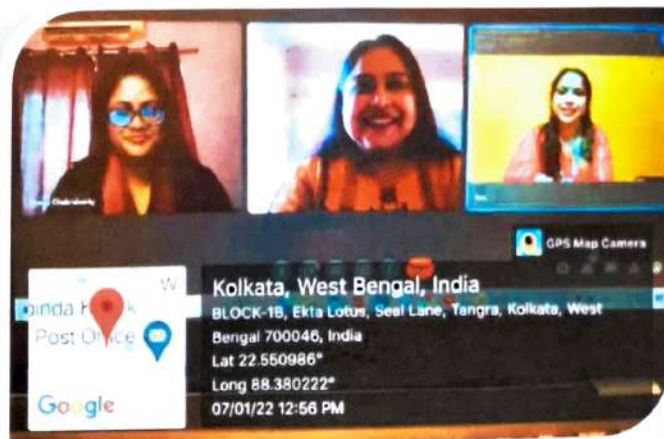 Chakraborty
GPS Map Camera
W
Post Office
Google
Kolkata, West Bengal, India
BLOCK-1B, Ekta Lotus, Seal Lane, Tangra, Kolkata, West
Bengal 700046, India
Lat 22.550986°
Long 88.380222°
07/01/22 12:56 PM